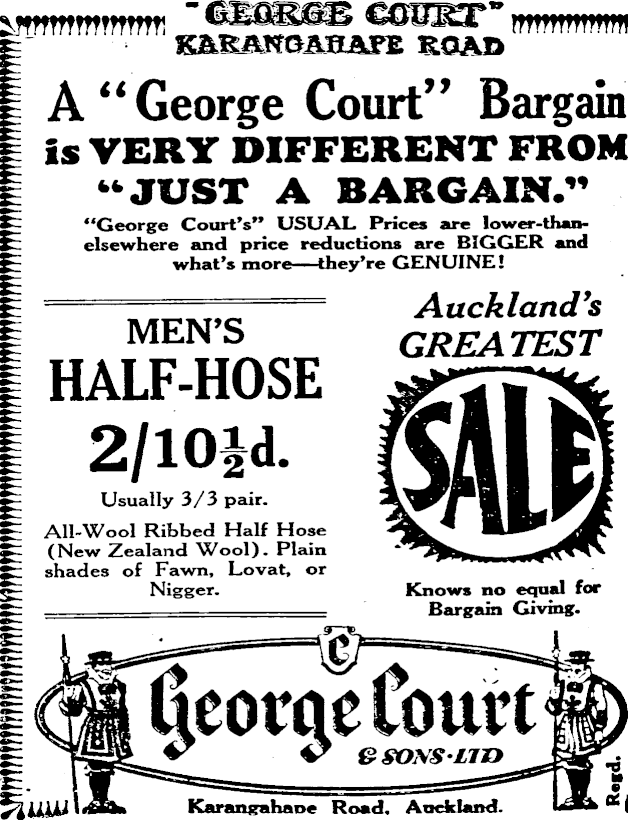 "GEORGE COURT"
KARANGAHAPE ROAD
A "George Court" Bargain
is VERY DIFFERENT FROM
"JUST A BARGAIN."
"George Court's" USUAL Prices are lower-than-
elsewhere and price reductions are BIGGER and
what's more—they're GENUINE!
MEN'S
HALF-HOSE
2/10½d.
Usually 3/3 pair.
All-Wool Ribbed Half Hose
(New Zealand Wool). Plain
shades of Fawn, Lovat, or
Nigger.
Auckland's
GREATEST
SALE
Knows no equal for
Bargain Giving.
C
George Court
& SONS·LTD
Karangahape Road, Auckland.
Regd.